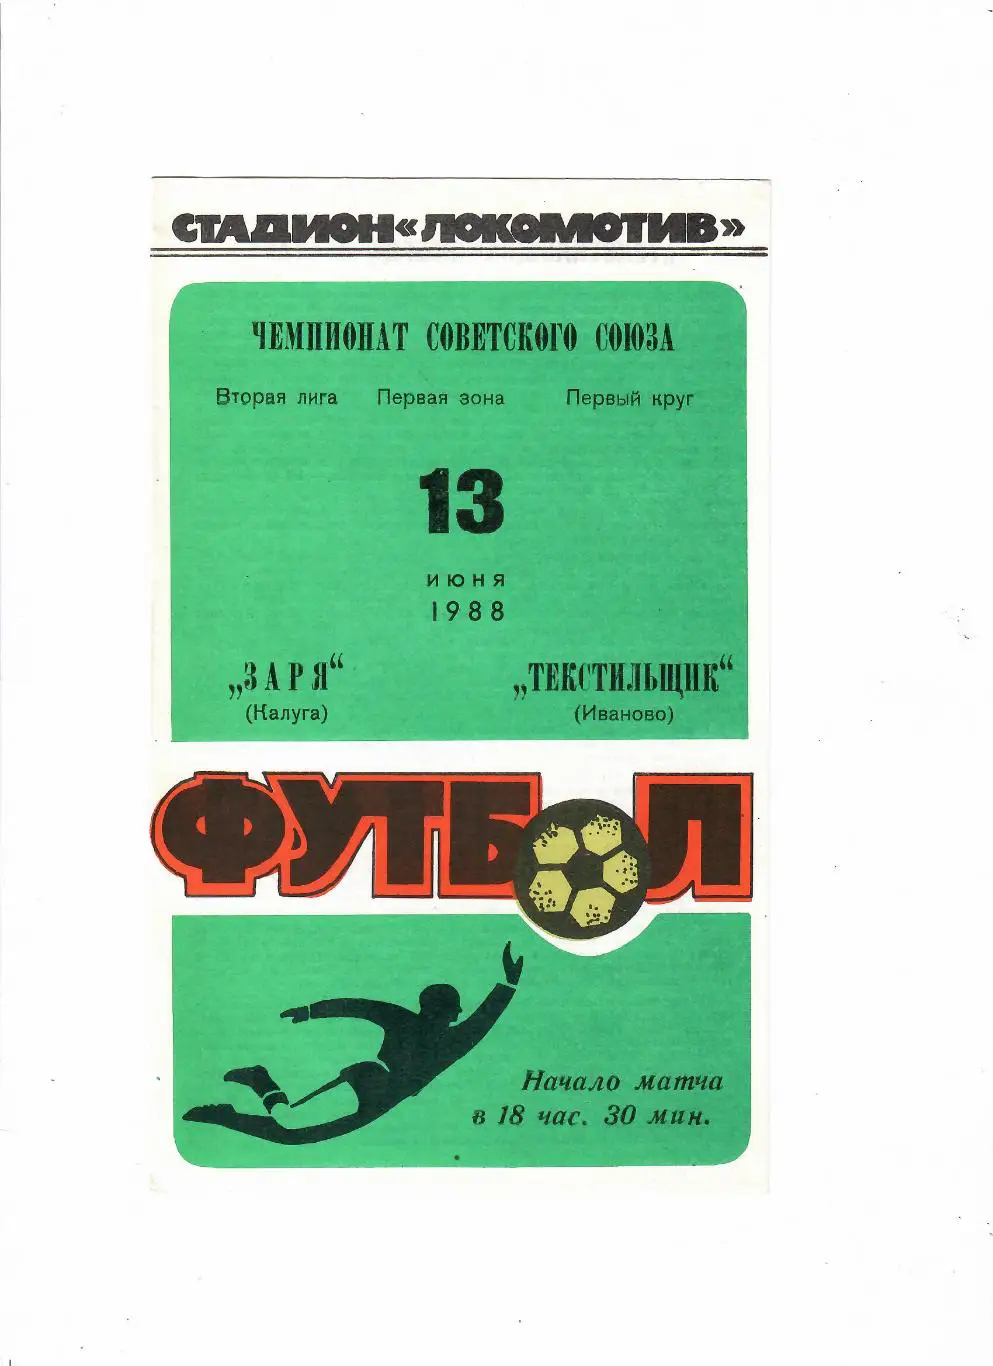 СТАДИОН «ЛОКОМОТИВ»
ЧЕМПИОНАТ СОВЕТСКОГО СОЮЗА
Вторая лига Первая зона Первый круг
13
ИЮНЯ
1988
„ЗАРЯ“ „ТЕКСТИЛЬЩИК“
(Калуга) (Иваново)
ФУТБОЛ
Начало матча
в 18 час. 30 мин.